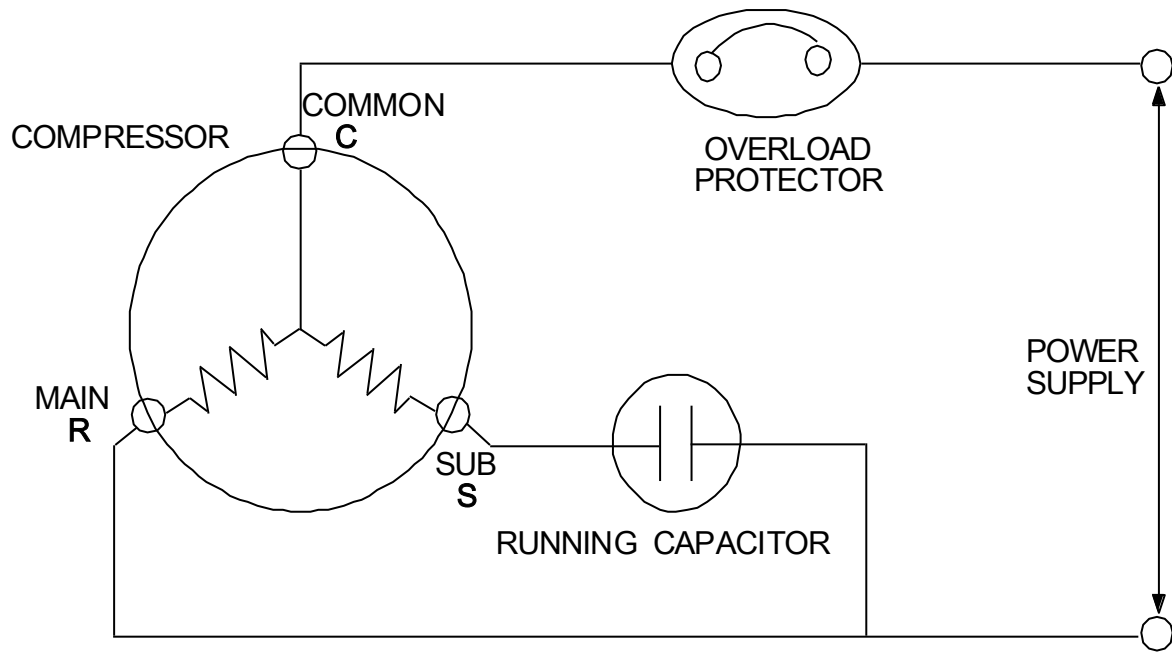 COMMON
C
COMPRESSOR
OVERLOAD
PROTECTOR
POWER
SUPPLY
MAIN
R
SUB
S
RUNNING CAPACITOR